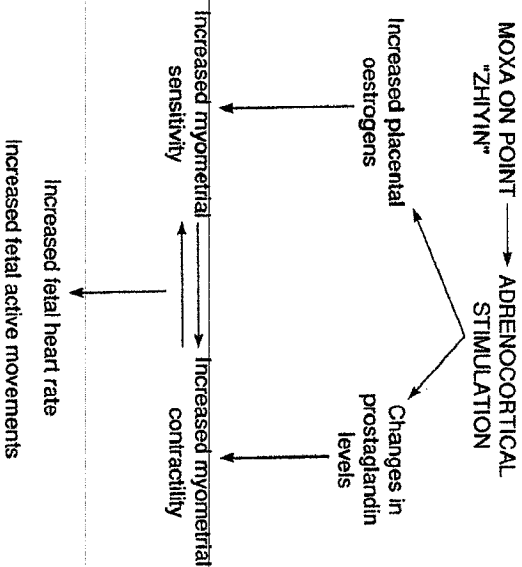 MOXA ON POINT
"ZHIYIN"
ADRENOCORTICAL
STIMULATION
Increased placental
oestrogens
Changes in
prostaglandin
levels
Increased myometrial
sensitivity
Increased myometrial
contractility
Increased fetal heart rate
Increased fetal active movements